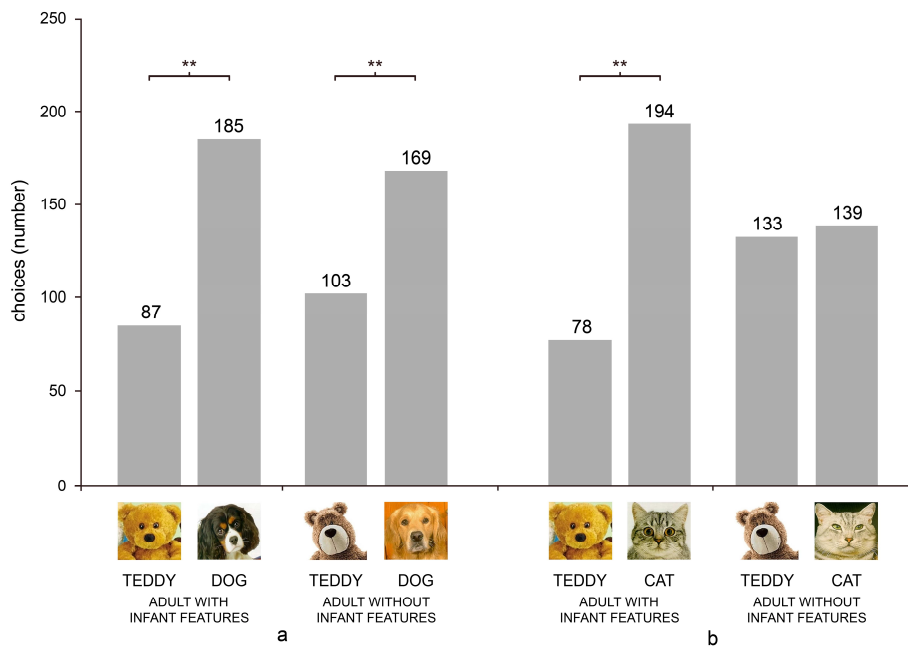 250
200
150
100
50
0
choices (number)
**
**
**
87
185
103
169
78
194
133
139
TEDDY DOG TEDDY DOG TEDDY CAT TEDDY CAT
ADULT WITH INFANT FEATURES
ADULT WITHOUT INFANT FEATURES
ADULT WITH INFANT FEATURES
ADULT WITHOUT INFANT FEATURES
a
b